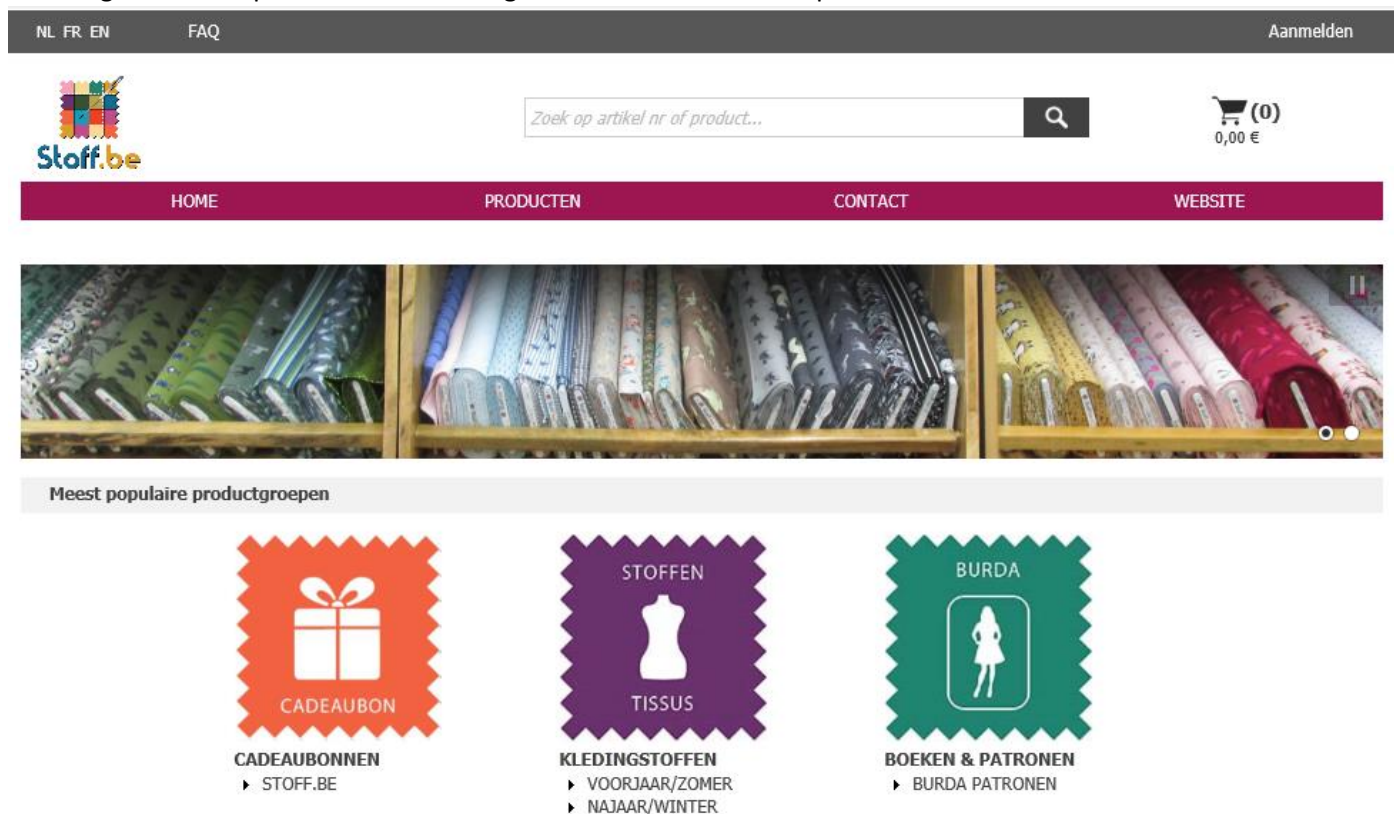 NL FR EN FAQ Aanmelden
Stoff.be
Zoek op artikel nr of product...
(0)
0,00 €
HOME PRODUCTEN CONTACT WEBSITE
Meest populaire productgroepen
CADEAUBON
STOFFEN
TISSUS
BURDA
CADEAUBONNEN
STOFF.BE
KLEDINGSTOFFEN
VOORJAAR/ZOMER
NAJAAR/WINTER
BOEKEN & PATRONEN
BURDA PATRONEN